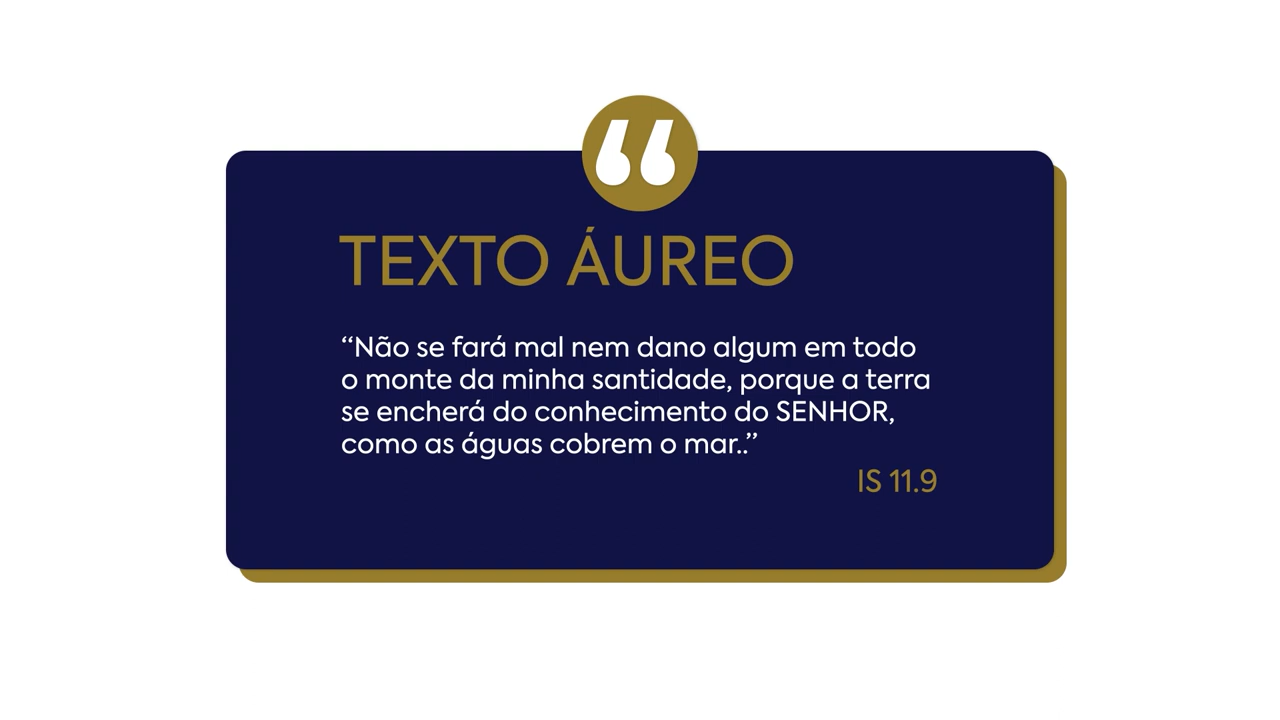 TEXTO ÁUREO
“Não se fará mal nem dano algum em todo
o monte da minha santidade, porque a terra
se encherá do conhecimento do SENHOR,
como as águas cobrem o mar..”
IS 11.9